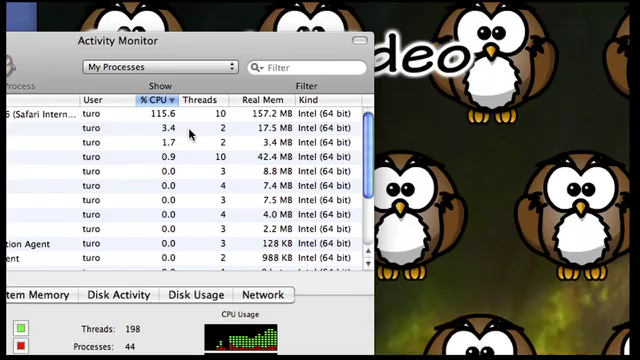 Activity Monitor
deo
Process
My Processes
Filter
Show
Filter
User % CPU Threads Real Mem Kind
6 (Safari Intern... turo 115.6 10 157.2 MB Intel (64 bit)
turo 3.4 2 17.5 MB Intel (64 bit)
turo 1.7 2 3.4 MB Intel (64 bit)
turo 0.9 10 42.4 MB Intel (64 bit)
turo 0.0 3 8.8 MB Intel (64 bit)
turo 0.0 4 7.4 MB Intel (64 bit)
turo 0.0 3 7.5 MB Intel (64 bit)
turo 0.0 4 4.0 MB Intel (64 bit)
turo 0.0 3 2.2 MB Intel (64 bit)
tion Agent turo 0.0 3 128 KB Intel (64 bit)
ent turo 0.0 2 988 KB Intel (64 bit)
tem Memory Disk Activity Disk Usage Network
CPU Usage
Threads: 198
Processes: 44